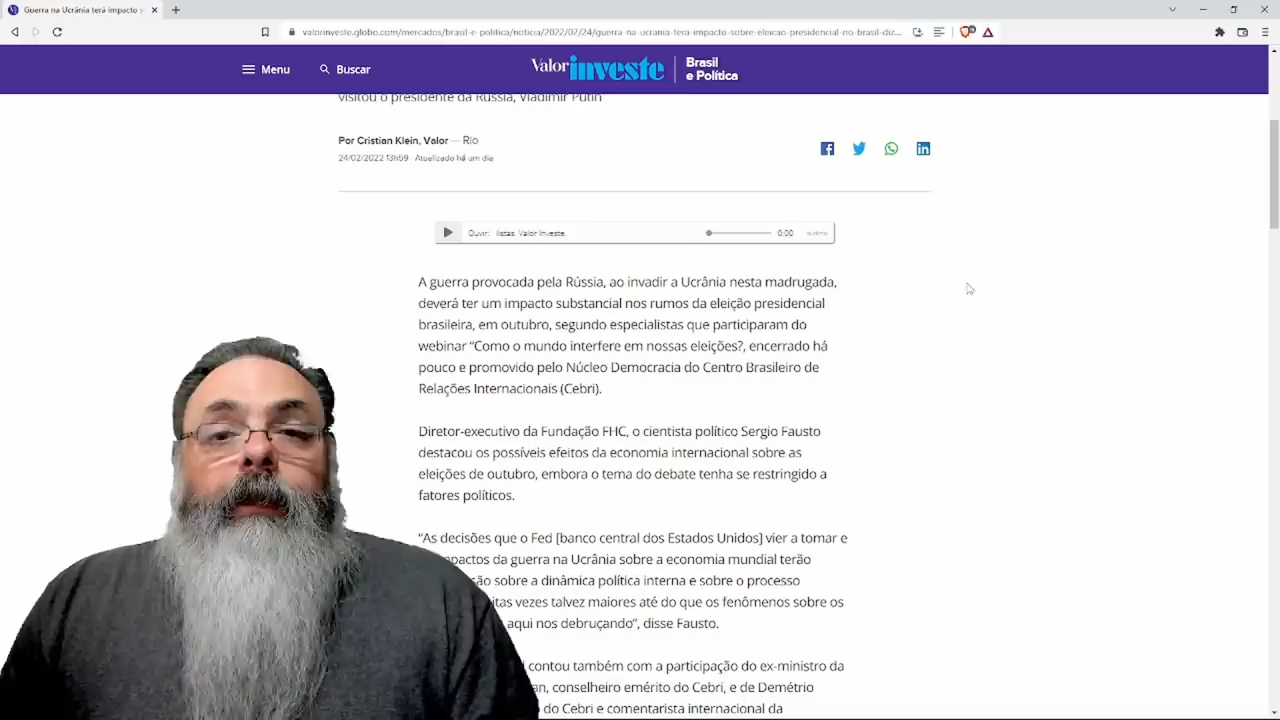 Guerra na Ucrânia terá impacto s
valorinveste.globo.com/mercados/brasil-e-politica/noticia/2022/02/24/guerra-na-ucrania-tera-impacto-sobre-eleicao-presidencial-no-brasil-diz...
Menu
Buscar
Valor investe
Brasil
e Política
visitou o presidente da Rússia, Vladimir Putin
Por Cristian Klein, Valor — Rio
24/02/2022 13h59 · Atualizado há um dia
Ouvir: listas. Valor Investe. 0:00
A guerra provocada pela Rússia, ao invadir a Ucrânia nesta madrugada,
deverá ter um impacto substancial nos rumos da eleição presidencial
brasileira, em outubro, segundo especialistas que participaram do
webinar “Como o mundo interfere em nossas eleições?, encerrado há
pouco e promovido pelo Núcleo Democracia do Centro Brasileiro de
Relações Internacionais (Cebri).
Diretor-executivo da Fundação FHC, o cientista político Sergio Fausto
destacou os possíveis efeitos da economia internacional sobre as
eleições de outubro, embora o tema do debate tenha se restringido a
fatores políticos.
“As decisões que o Fed [banco central dos Estados Unidos] vier a tomar e
pactos da guerra na Ucrânia sobre a economia mundial terão
são sobre a dinâmica política interna e sobre o processo
itas vezes talvez maiores até do que os fenômenos sobre os
aqui nos debruçando”, disse Fausto.
contou também com a participação do ex-ministro da
an, conselheiro emérito do Cebri, e de Demétrio
do Cebri e comentarista internacional da